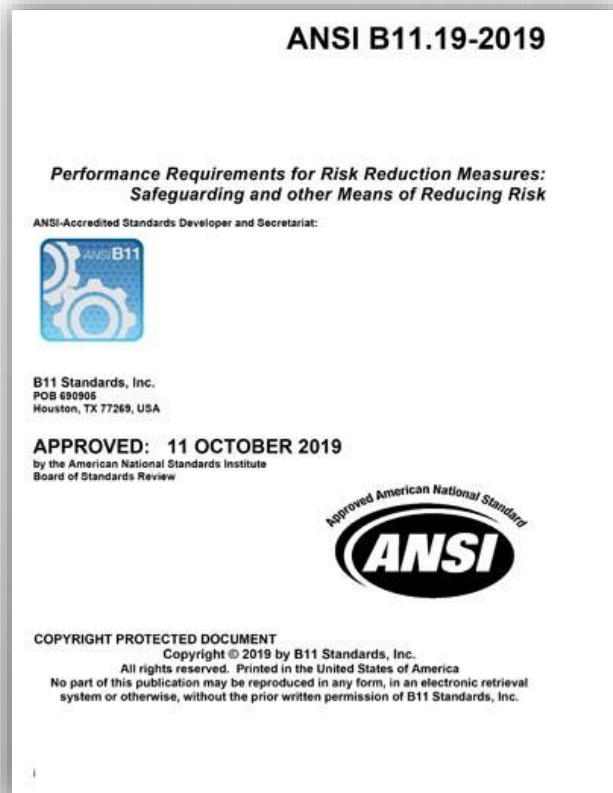 ANSI B11.19-2019
Performance Requirements for Risk Reduction Measures:
Safeguarding and other Means of Reducing Risk
ANSI-Accredited Standards Developer and Secretariat:
ANSI B11
B11 Standards, Inc.
POB 690905
Houston, TX 77269, USA
APPROVED: 11 OCTOBER 2019
by the American National Standards Institute
Board of Standards Review
Approved American National Standard
ANSI
COPYRIGHT PROTECTED DOCUMENT
Copyright © 2019 by B11 Standards, Inc.
All rights reserved. Printed in the United States of America
No part of this publication may be reproduced in any form, in an electronic retrieval
system or otherwise, without the prior written permission of B11 Standards, Inc.
i